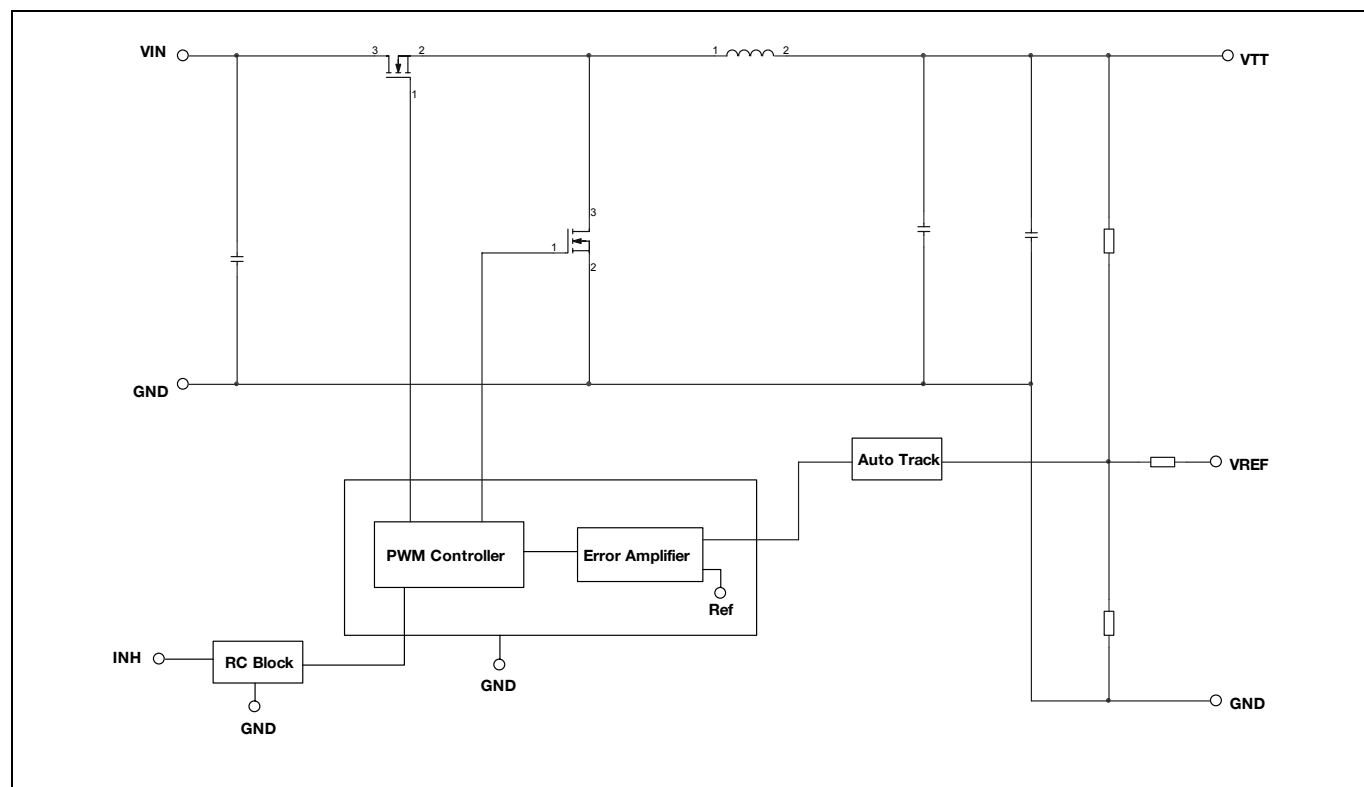 VIN
3
2
1
1
2
VTT
3
1
2
GND
Auto Track
VREF
PWM Controller
Error Amplifier
Ref
INH
RC Block
GND
GND
GND